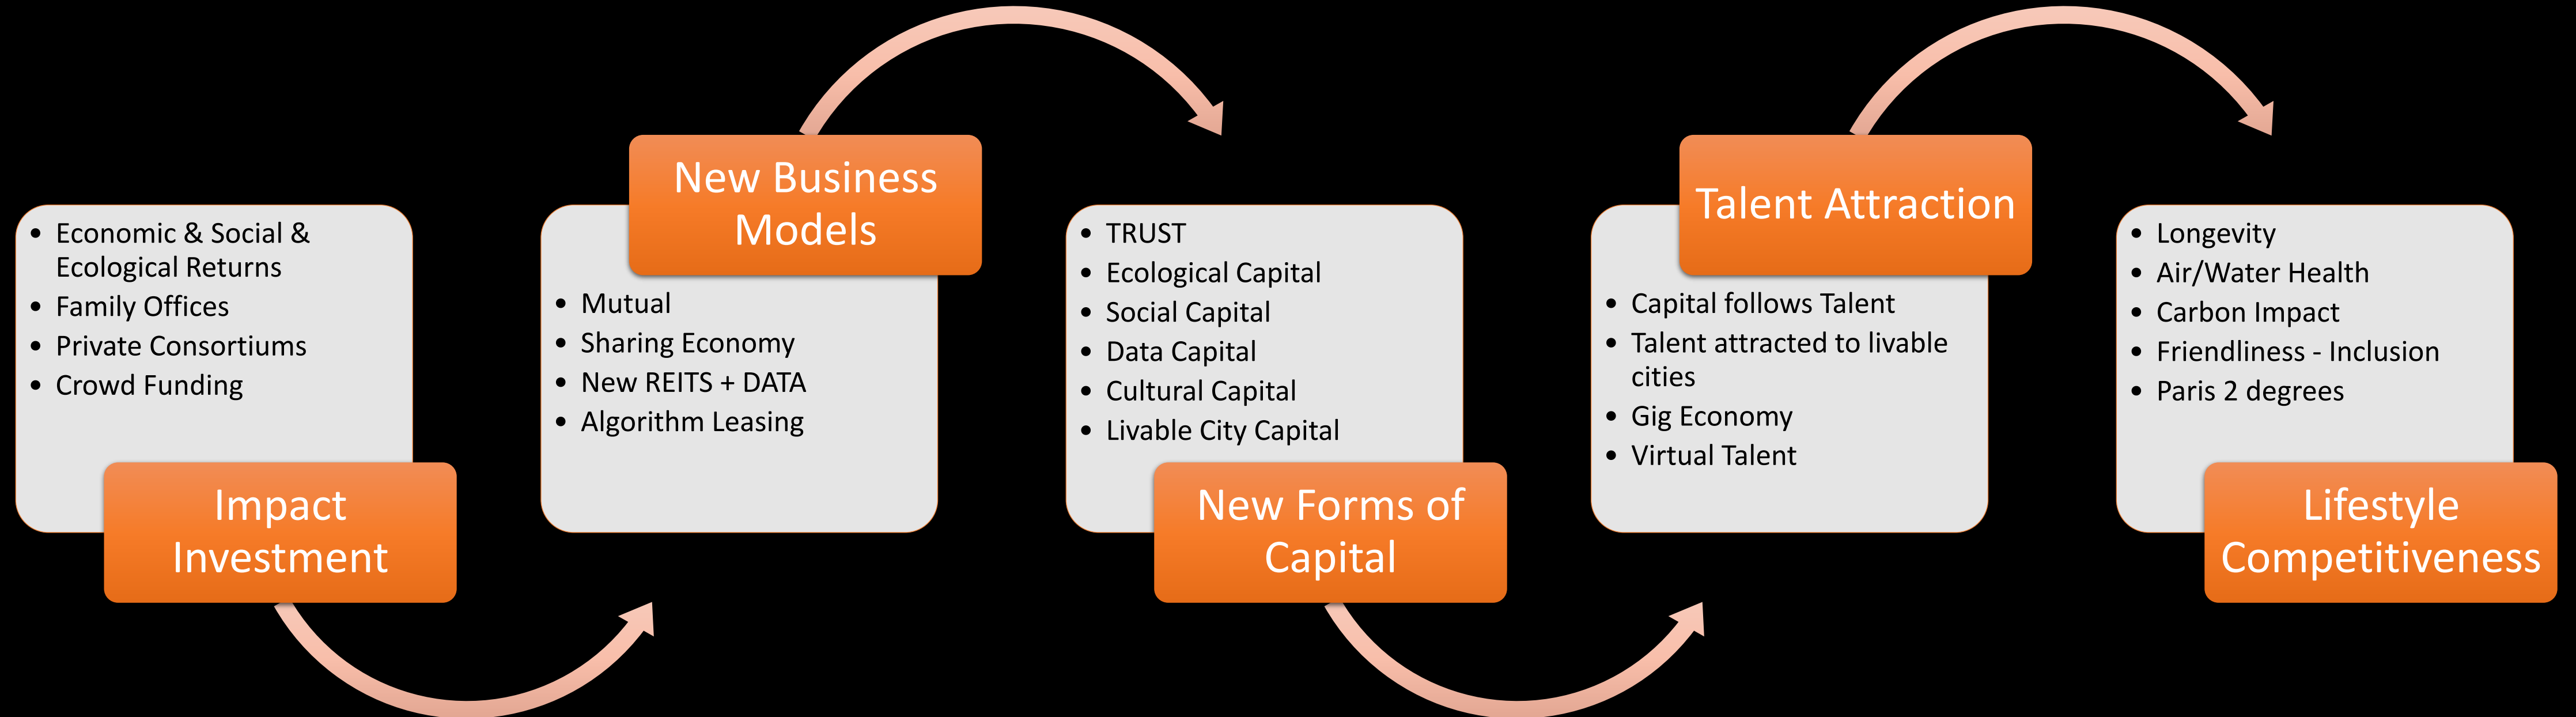 • Economic & Social &
Ecological Returns
• Family Offices
• Private Consortiums
• Crowd Funding
Impact
Investment
New Business
Models
• Mutual
• Sharing Economy
• New REITS + DATA
• Algorithm Leasing
• TRUST
• Ecological Capital
• Social Capital
• Data Capital
• Cultural Capital
• Livable City Capital
New Forms of
Capital
Talent Attraction
• Capital follows Talent
• Talent attracted to livable
cities
• Gig Economy
• Virtual Talent
• Longevity
• Air/Water Health
• Carbon Impact
• Friendliness - Inclusion
• Paris 2 degrees
Lifestyle
Competitiveness